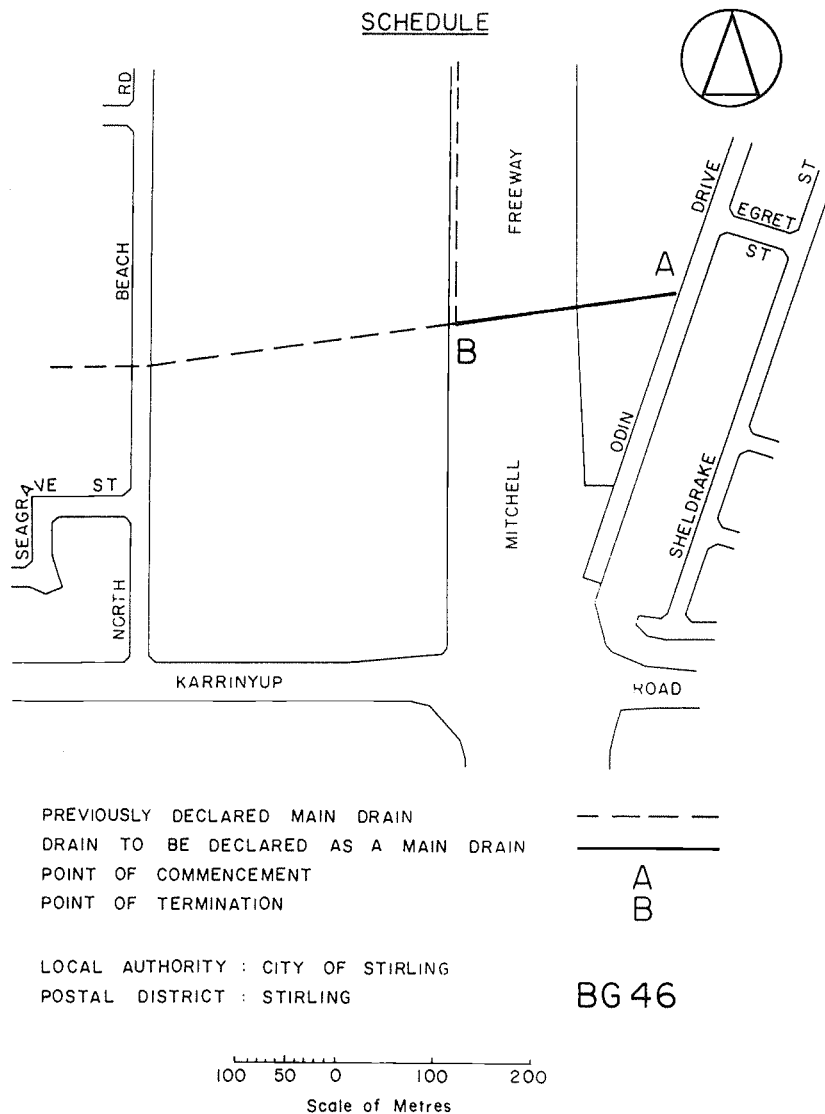 SCHEDULE
RD
BEACH
NORTH
FREEWAY
MITCHELL
DRIVE
ODIN
EGRET
ST
ST
SHELDRAKE
A
B
SEAGRAVE ST
KARRINYUP
ROAD
PREVIOUSLY DECLARED MAIN DRAIN
DRAIN TO BE DECLARED AS A MAIN DRAIN
POINT OF COMMENCEMENT A
POINT OF TERMINATION B
LOCAL AUTHORITY : CITY OF STIRLING
POSTAL DISTRICT : STIRLING
BG 46
100 50 0 100 200
Scale of Metres